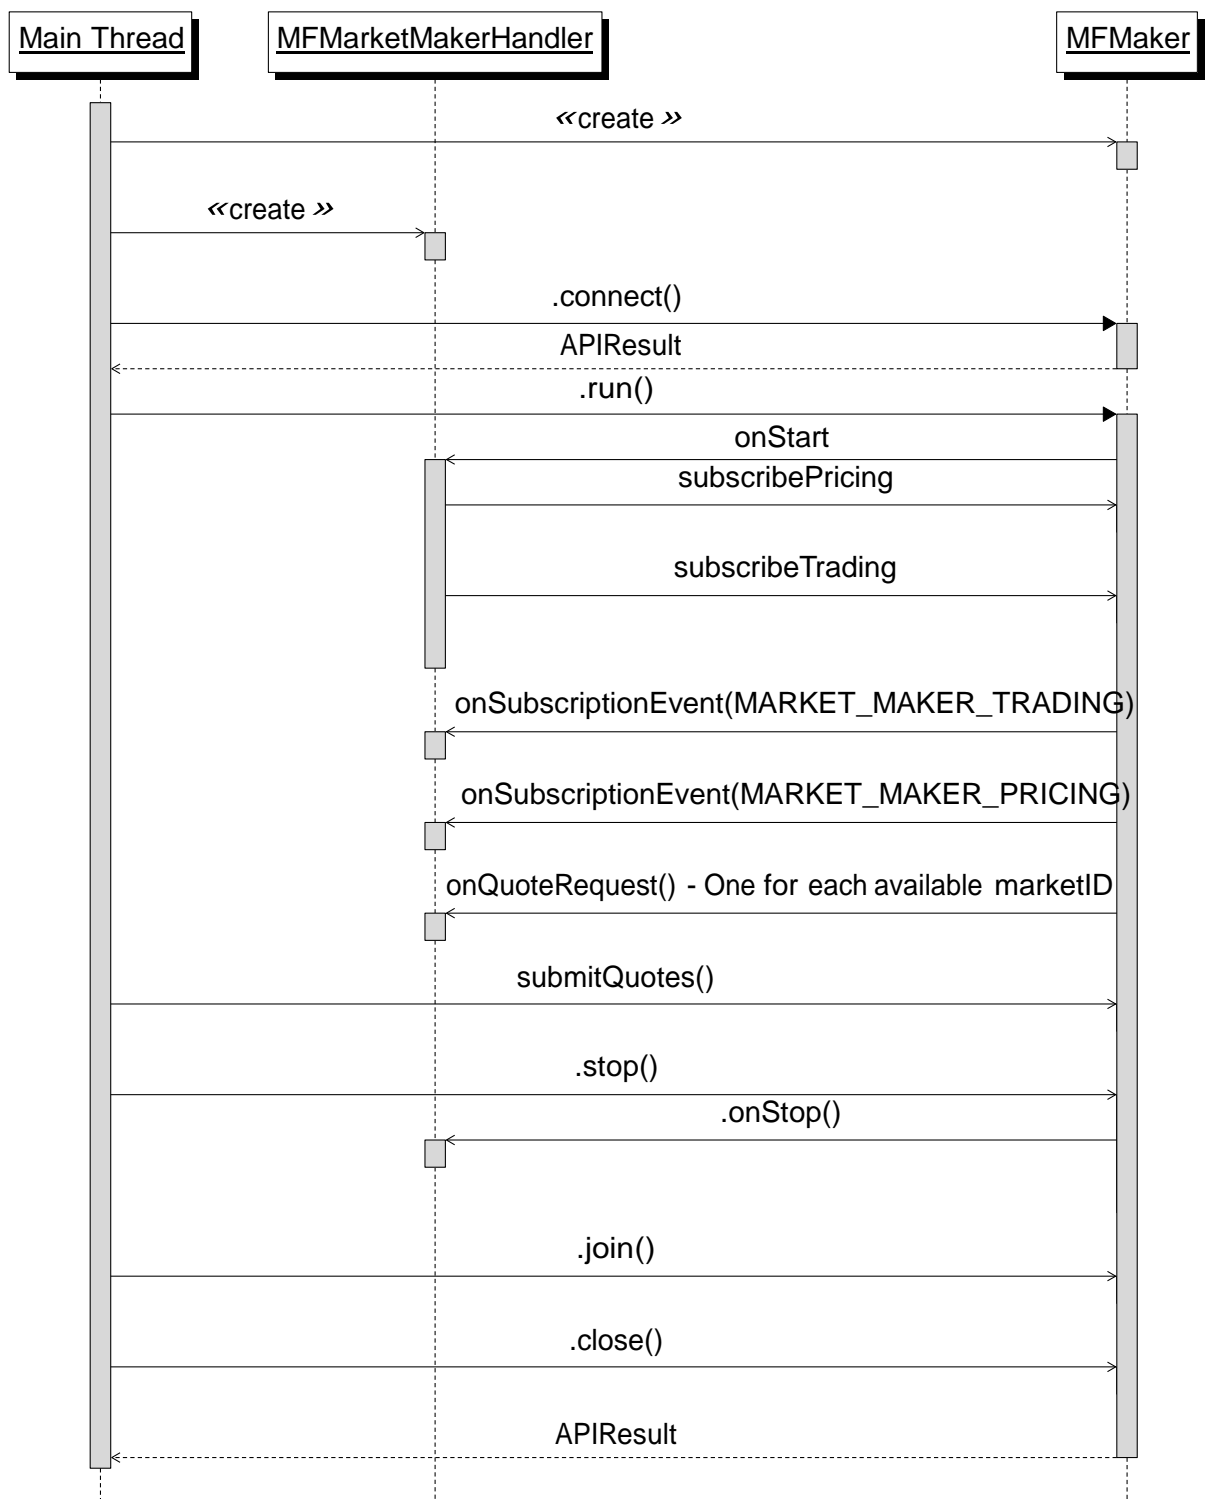 Main Thread
MFMarketMakerHandler
MFMaker
«create »
«create »
.connect()
APIResult
.run()
onStart
subscribePricing
subscribeTrading
onSubscriptionEvent(MARKET_MAKER_TRADING)
onSubscriptionEvent(MARKET_MAKER_PRICING)
onQuoteRequest() - One for each available marketID
submitQuotes()
.stop()
.onStop()
.join()
.close()
APIResult